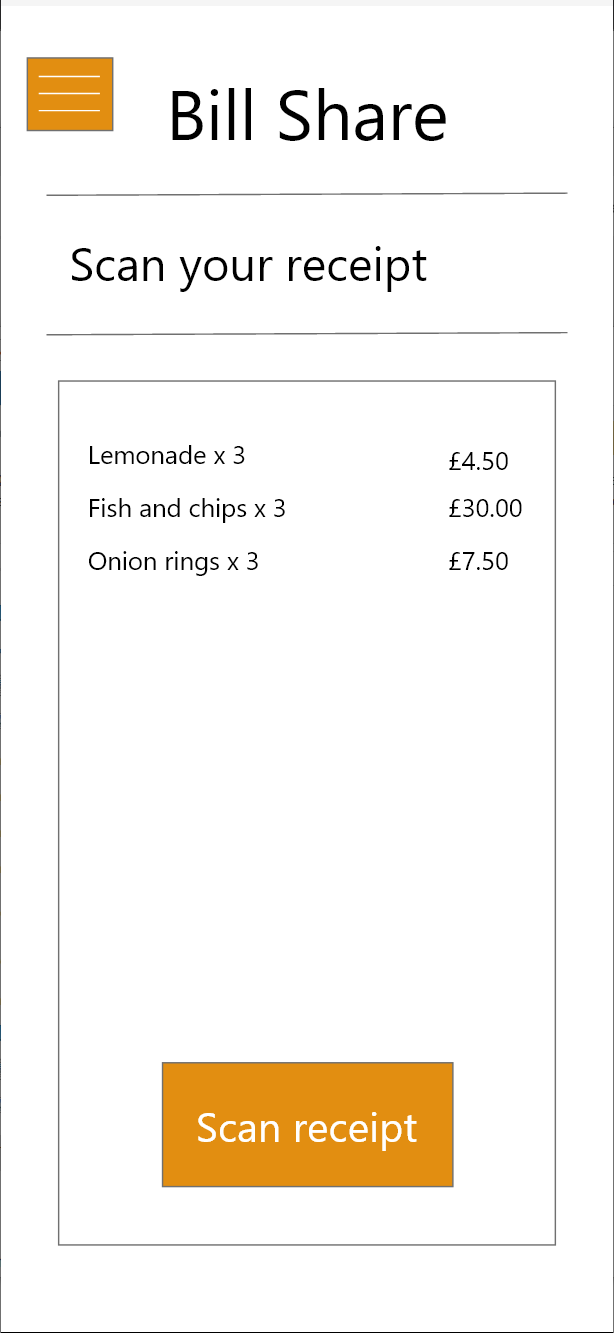 Bill Share
Scan your receipt
Lemonade x 3 £4.50
Fish and chips x 3 £30.00
Onion rings x 3 £7.50
Scan receipt